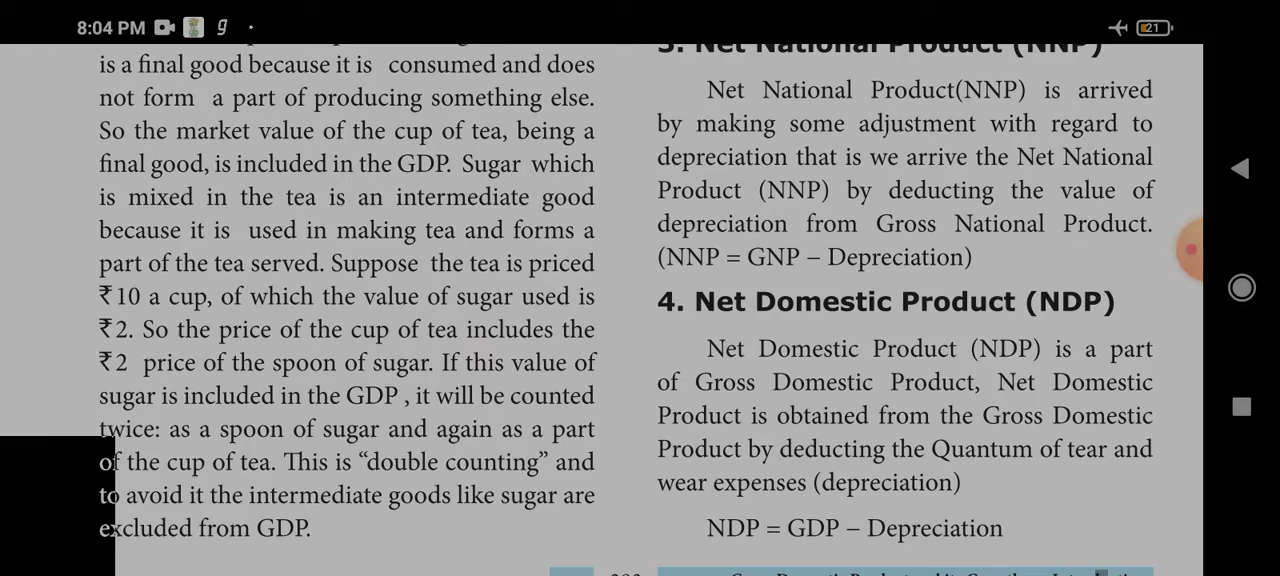 8:04 PM g
21
is a final good because it is consumed and does
not form a part of producing something else.
So the market value of the cup of tea, being a
final good, is included in the GDP. Sugar which
is mixed in the tea is an intermediate good
because it is used in making tea and forms a
part of the tea served. Suppose the tea is priced
₹10 a cup, of which the value of sugar used is
₹2. So the price of the cup of tea includes the
₹2 price of the spoon of sugar. If this value of
sugar is included in the GDP , it will be counted
twice: as a spoon of sugar and again as a part
of the cup of tea. This is “double counting” and
to avoid it the intermediate goods like sugar are
excluded from GDP.
3. Net National Product (NNP)
Net National Product(NNP) is arrived
by making some adjustment with regard to
depreciation that is we arrive the Net National
Product (NNP) by deducting the value of
depreciation from Gross National Product.
(NNP = GNP – Depreciation)
4. Net Domestic Product (NDP)
Net Domestic Product (NDP) is a part
of Gross Domestic Product, Net Domestic
Product is obtained from the Gross Domestic
Product by deducting the Quantum of tear and
wear expenses (depreciation)
NDP = GDP – Depreciation